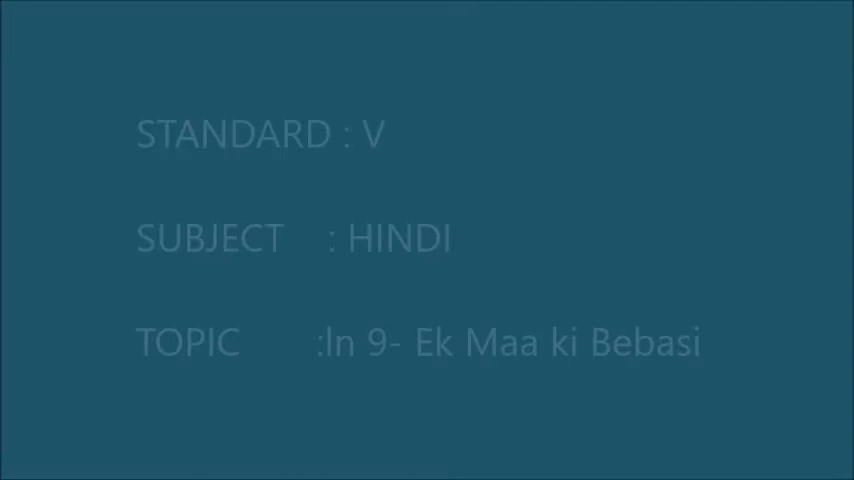 STANDARD : V
SUBJECT : HINDI
TOPIC :ln 9- Ek Maa ki Bebasi